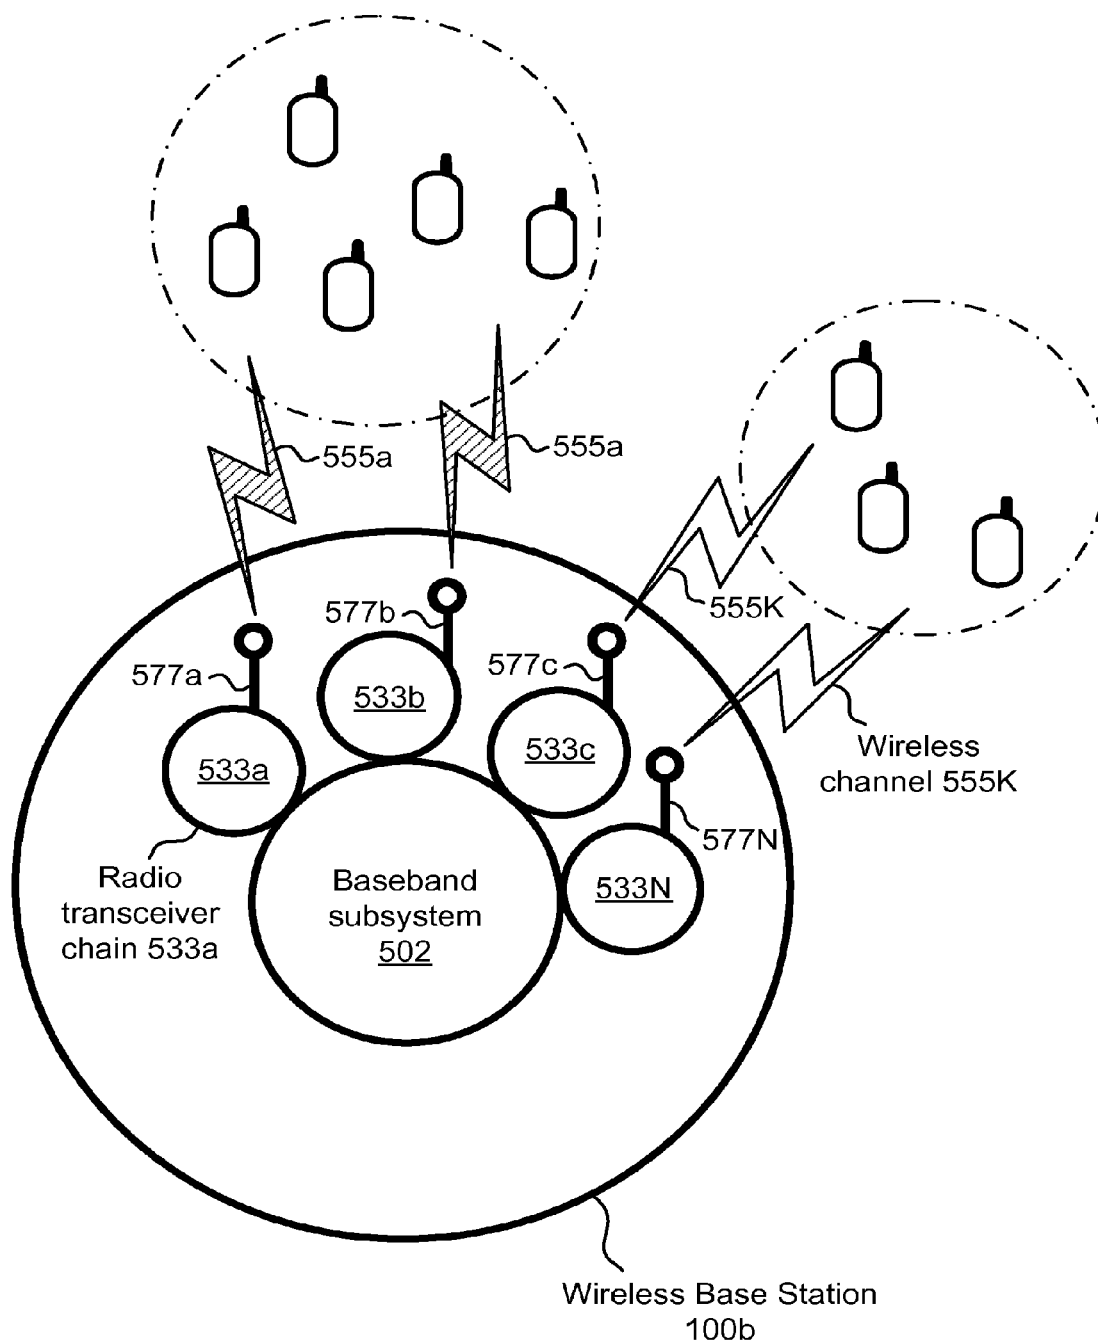 555a
555a
555K
577b
577a
577c
533b
533a
533c
Wireless
channel 555K
577N
Radio
transceiver
chain 533a
Baseband
subsystem
502
533N
Wireless Base Station
100b